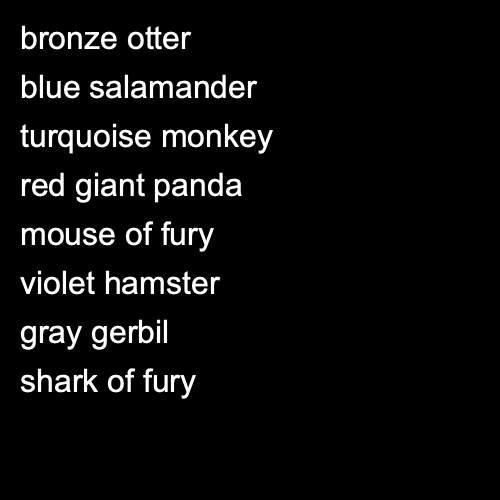 bronze otter
blue salamander
turquoise monkey
red giant panda
mouse of fury
violet hamster
gray gerbil
shark of fury